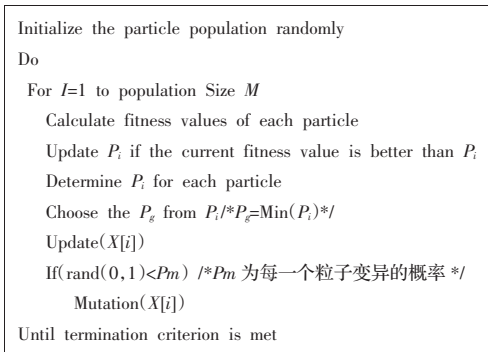 Initialize the particle population randomly
Do
For I=1 to population Size M
Calculate fitness values of each particle
Update Pi if the current fitness value is better than Pi
Determine Pi for each particle
Choose the Pg from Pi/*Pg=Min(Pi)*/
Update(X[i])
If(rand(0,1)<Pm) /*Pm 为每一个粒子变异的概率 */
Mutation(X[i])
Until termination criterion is met